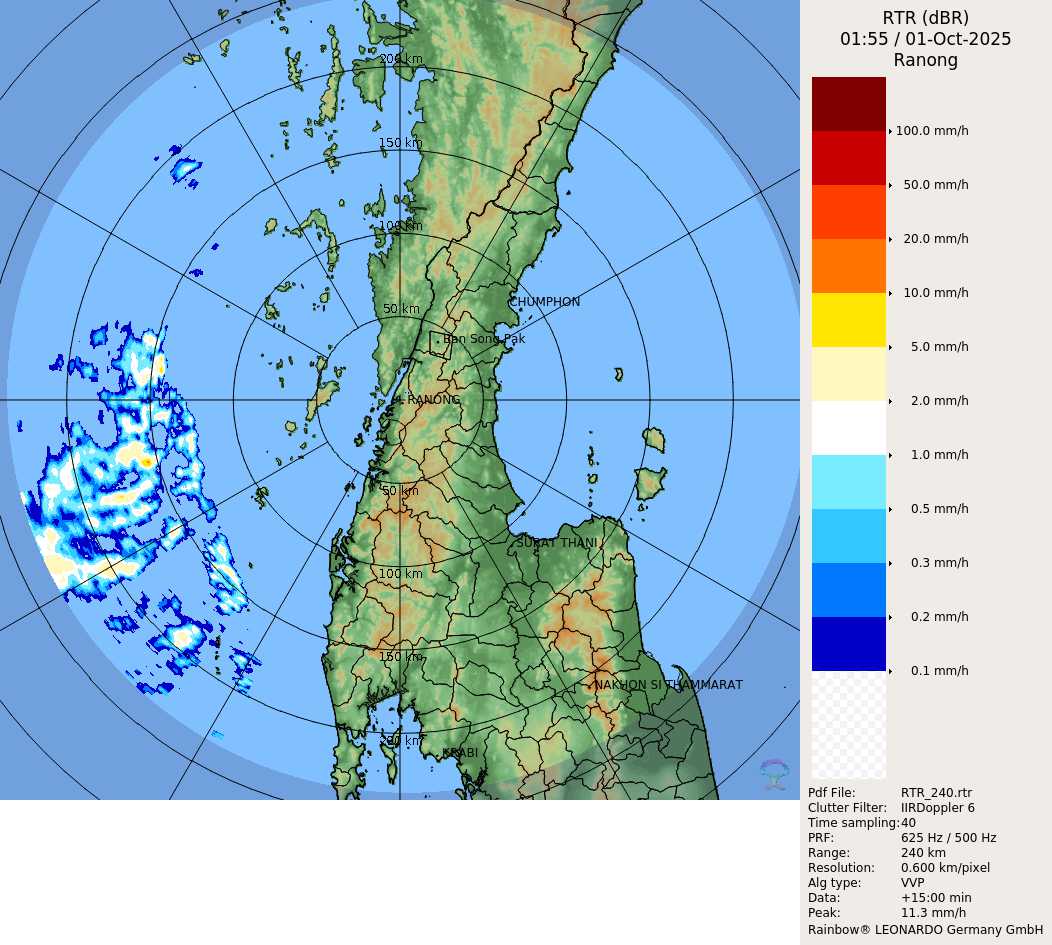 200 km
150 km
100 km
50 km
CHUMPHON
Ban Song Pak
RANONG
50 km
SURAT THANI
100 km
150 km
NAKHON SI THAMMARAT
200 km
KRABI
RTR (dBR)
01:55 / 01-Oct-2025
Ranong
100.0 mm/h
50.0 mm/h
20.0 mm/h
10.0 mm/h
5.0 mm/h
2.0 mm/h
1.0 mm/h
0.5 mm/h
0.3 mm/h
0.2 mm/h
0.1 mm/h
Pdf File: RTR_240.rtr
Clutter Filter: IIRDoppler 6
Time sampling: 40
PRF: 625 Hz / 500 Hz
Range: 240 km
Resolution: 0.600 km/pixel
Alg type: VVP
Data: +15:00 min
Peak: 11.3 mm/h
Rainbow® LEONARDO Germany GmbH